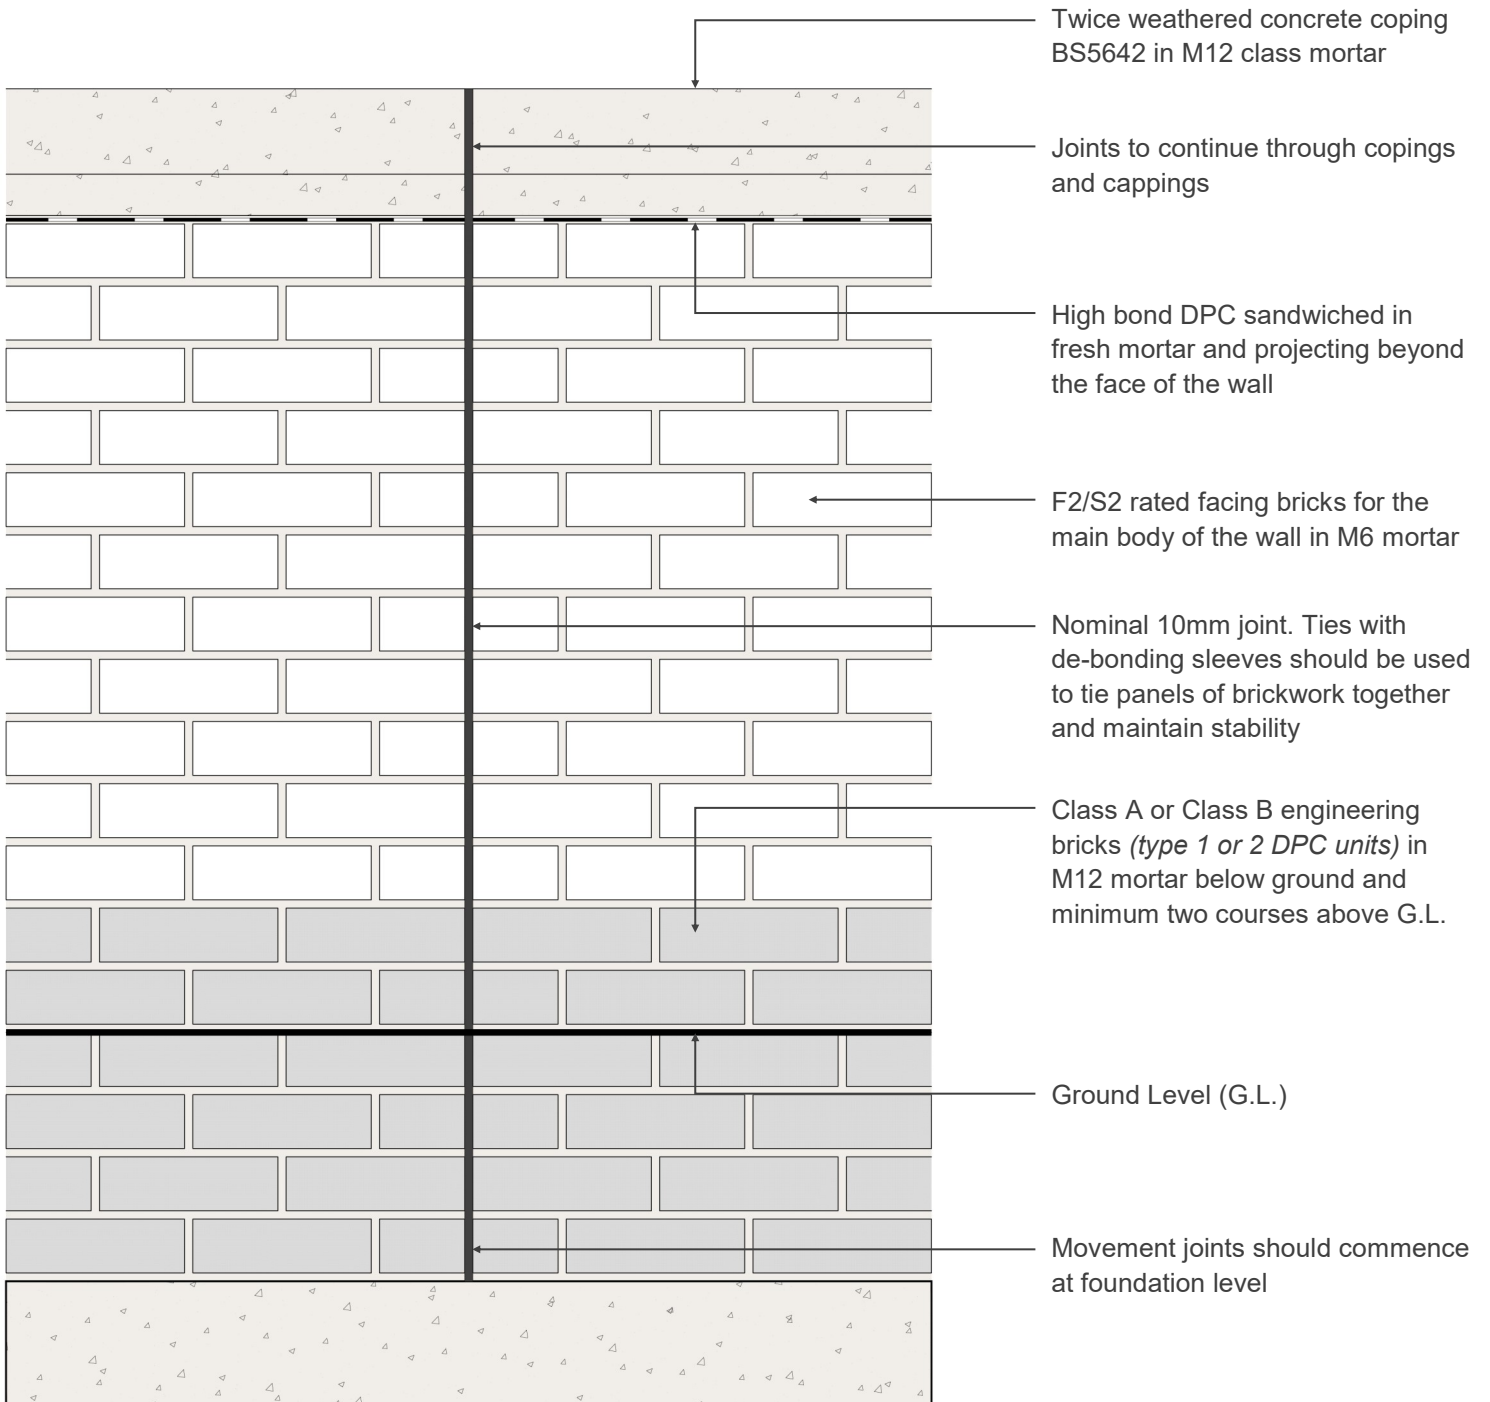 Twice weathered concrete coping
BS5642 in M12 class mortar
Joints to continue through copings
and cappings
High bond DPC sandwiched in
fresh mortar and projecting beyond
the face of the wall
F2/S2 rated facing bricks for the
main body of the wall in M6 mortar
Nominal 10mm joint. Ties with
de-bonding sleeves should be used
to tie panels of brickwork together
and maintain stability
Class A or Class B engineering
bricks (type 1 or 2 DPC units) in
M12 mortar below ground and
minimum two courses above G.L.
Ground Level (G.L.)
Movement joints should commence
at foundation level